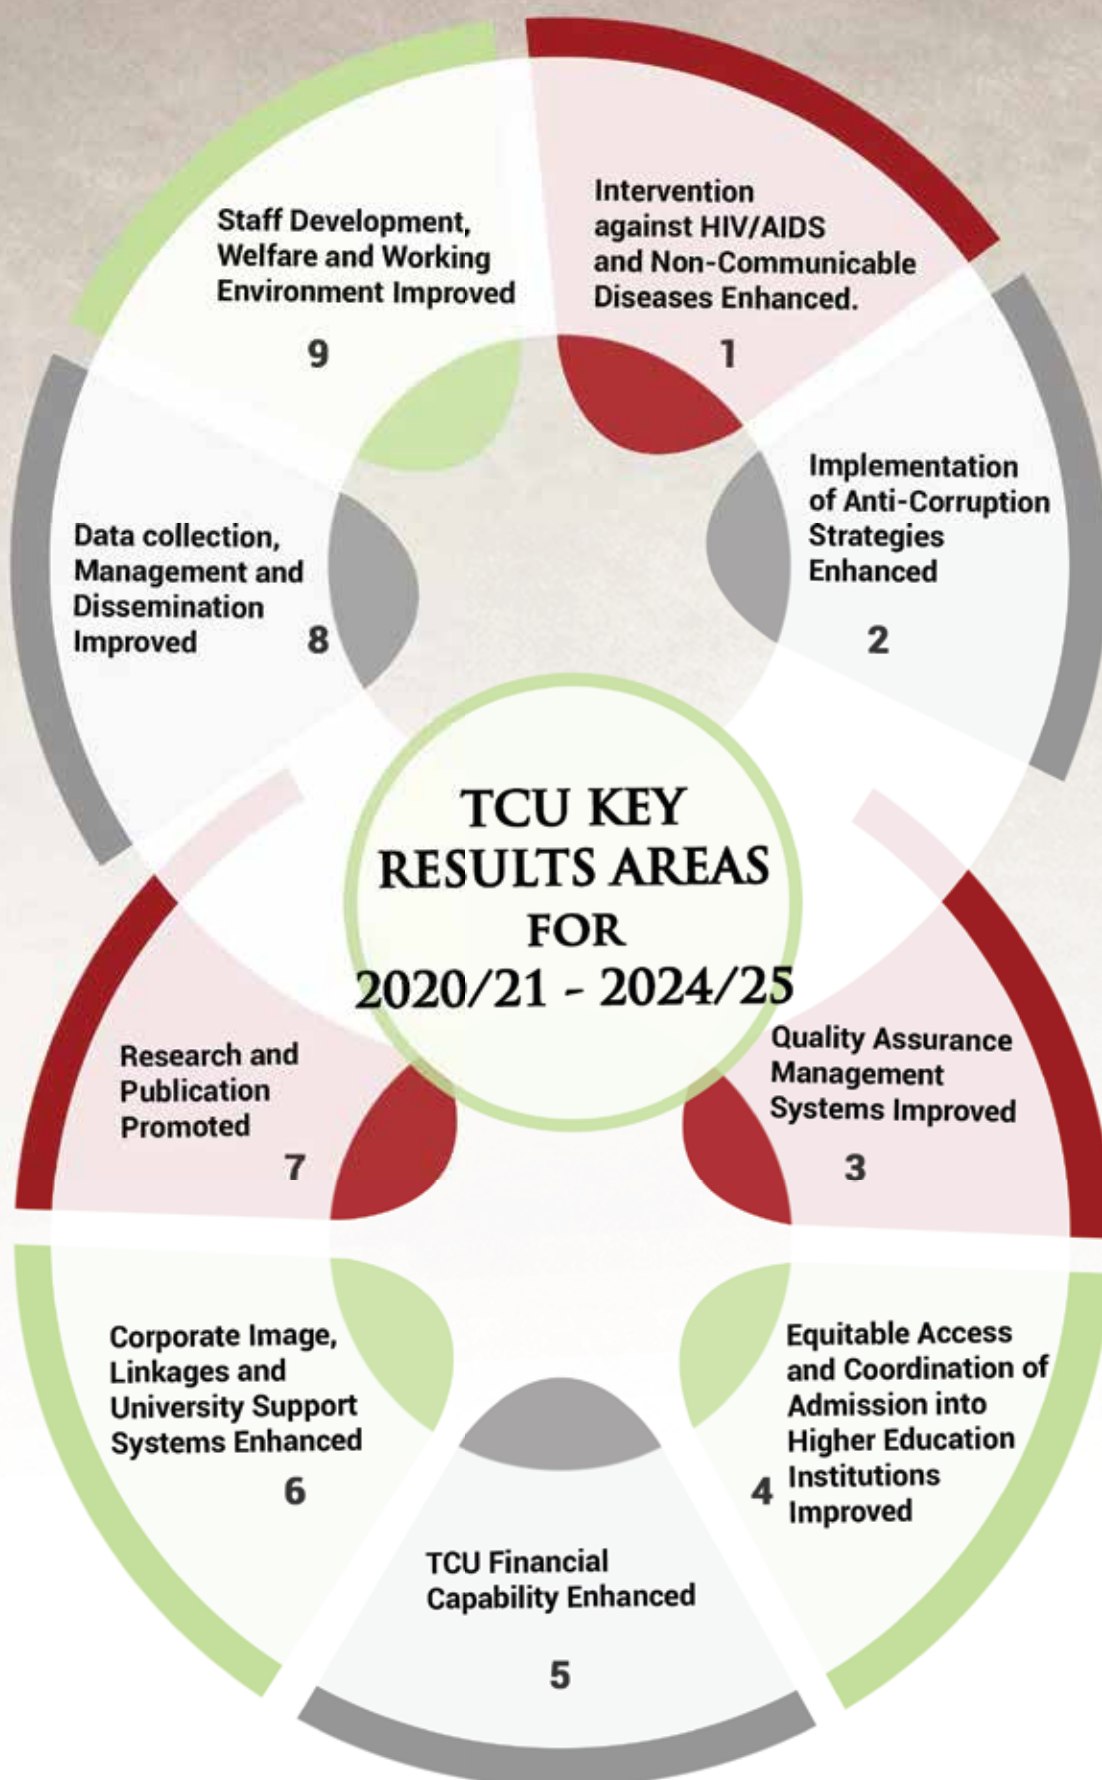 TCU KEY
RESULTS AREAS
FOR
2020/21 - 2024/25
Intervention
against HIV/AIDS
and Non-Communicable
Diseases Enhanced.
1
Implementation
of Anti-Corruption
Strategies
Enhanced
2
Quality Assurance
Management
Systems Improved
3
Equitable Access
and Coordination of
Admission into
Higher Education
Institutions
Improved
4
TCU Financial
Capability Enhanced
5
Corporate Image,
Linkages and
University Support
Systems Enhanced
6
Research and
Publication
Promoted
7
Data collection,
Management and
Dissemination
Improved
8
Staff Development,
Welfare and Working
Environment Improved
9